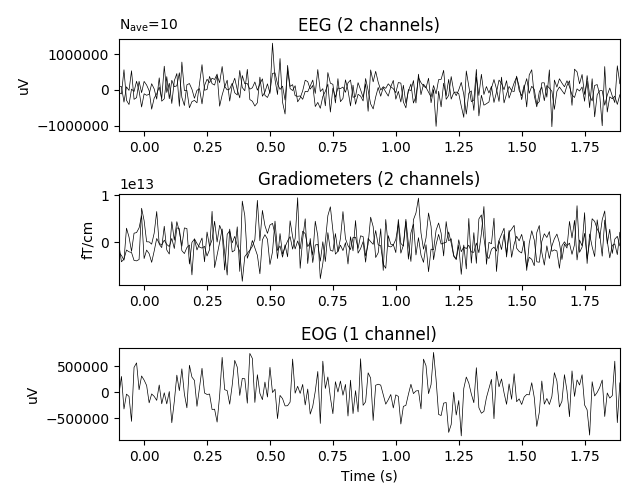 N_ave=10
EEG (2 channels)
1000000
0
−1000000
uV
0.00 0.25 0.50 0.75 1.00 1.25 1.50 1.75
1e13
Gradiometers (2 channels)
1
0
fT/cm
0.00 0.25 0.50 0.75 1.00 1.25 1.50 1.75
EOG (1 channel)
500000
0
−500000
uV
0.00 0.25 0.50 0.75 1.00 1.25 1.50 1.75
Time (s)